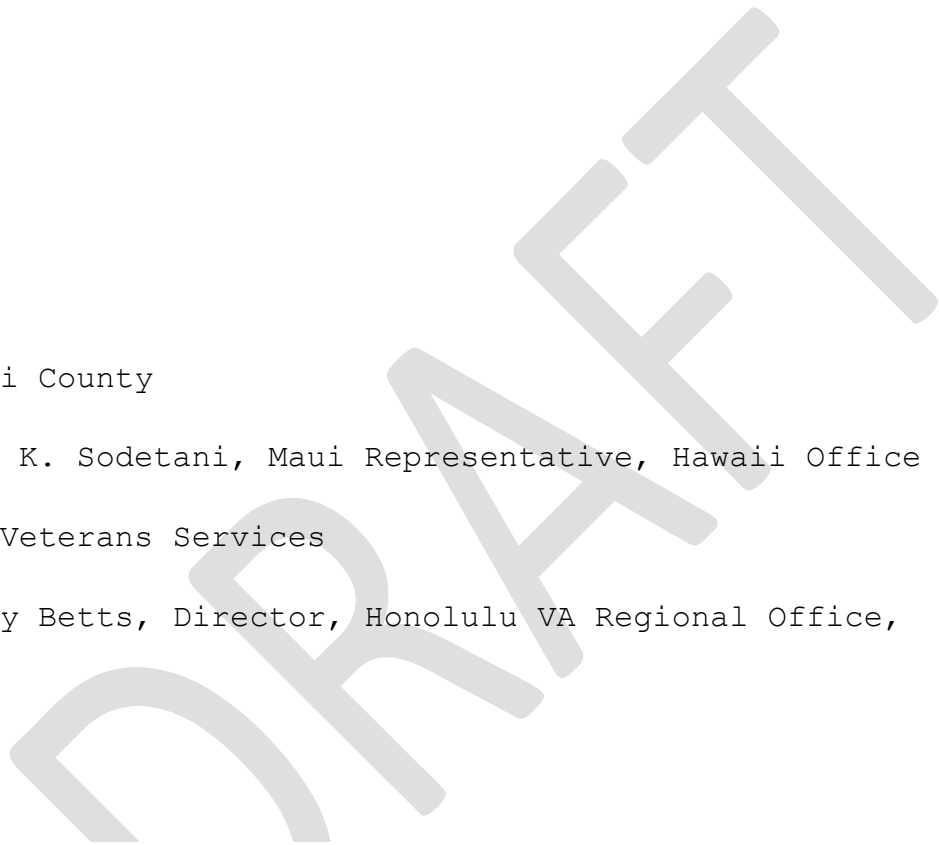 i County
K. Sodetani, Maui Representative, Hawaii Office
Veterans Services
y Betts, Director, Honolulu VA Regional Office,
DRAFT